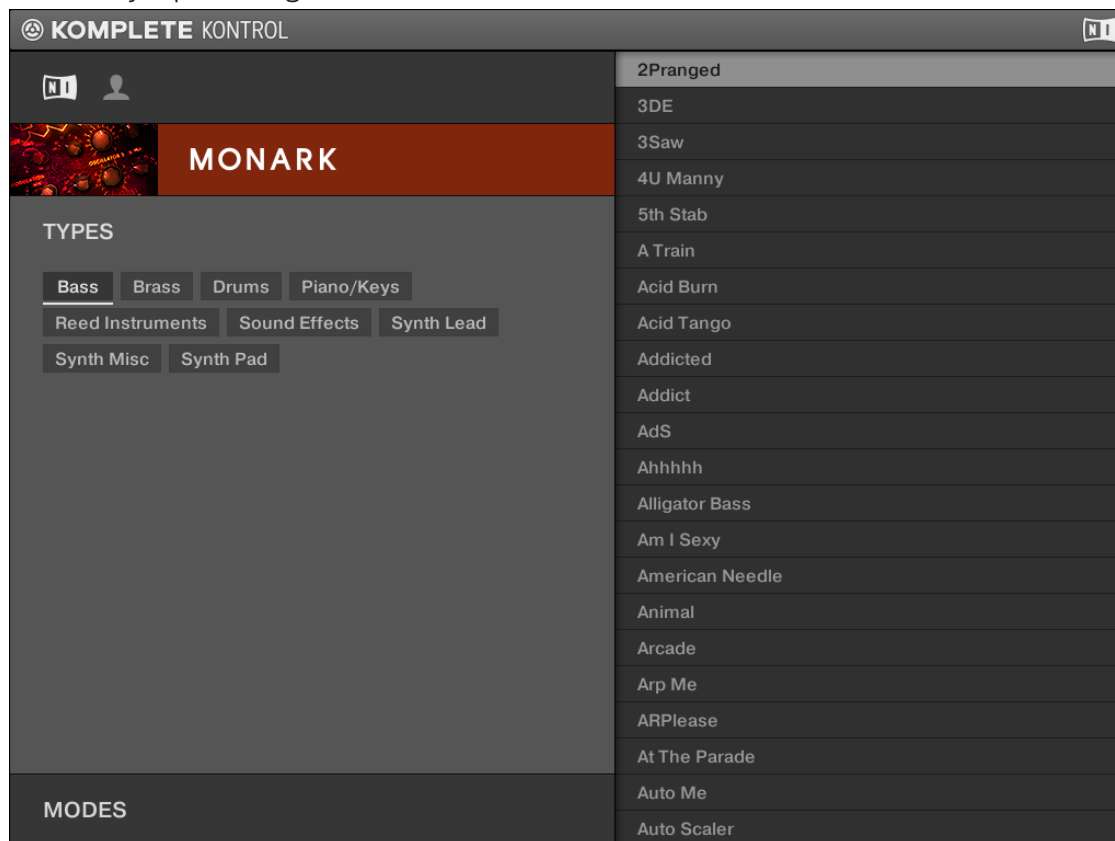 KOMPLETE KONTROL
NI
NI
MONARK
TYPES
Bass Brass Drums Piano/Keys
Reed Instruments Sound Effects Synth Lead
Synth Misc Synth Pad
MODES
2Pranged
3DE
3Saw
4U Manny
5th Stab
A Train
Acid Burn
Acid Tango
Addicted
Addict
AdS
Ahhhhh
Alligator Bass
Am I Sexy
American Needle
Animal
Arcade
Arp Me
ARPlease
At The Parade
Auto Me
Auto Scaler